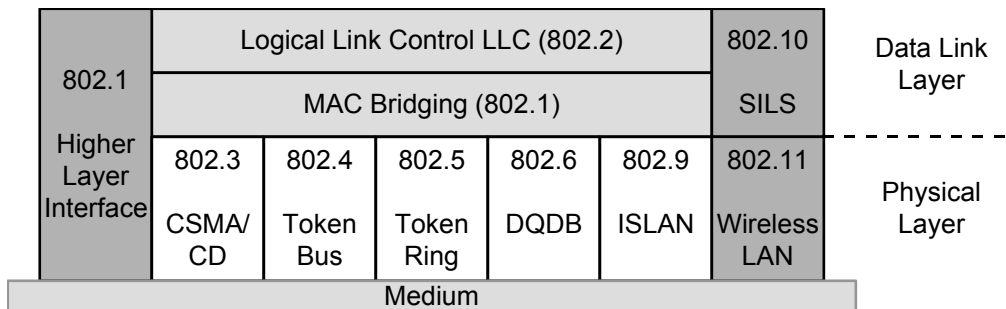 Logical Link Control LLC (802.2)
802.10
Data Link
Layer
802.1
MAC Bridging (802.1)
SILS
Higher
Layer
Interface
802.3
802.4
802.5
802.6
802.9
802.11
CSMA/
CD
Token
Bus
Token
Ring
DQDB
ISLAN
Wireless
LAN
Physical
Layer
Medium